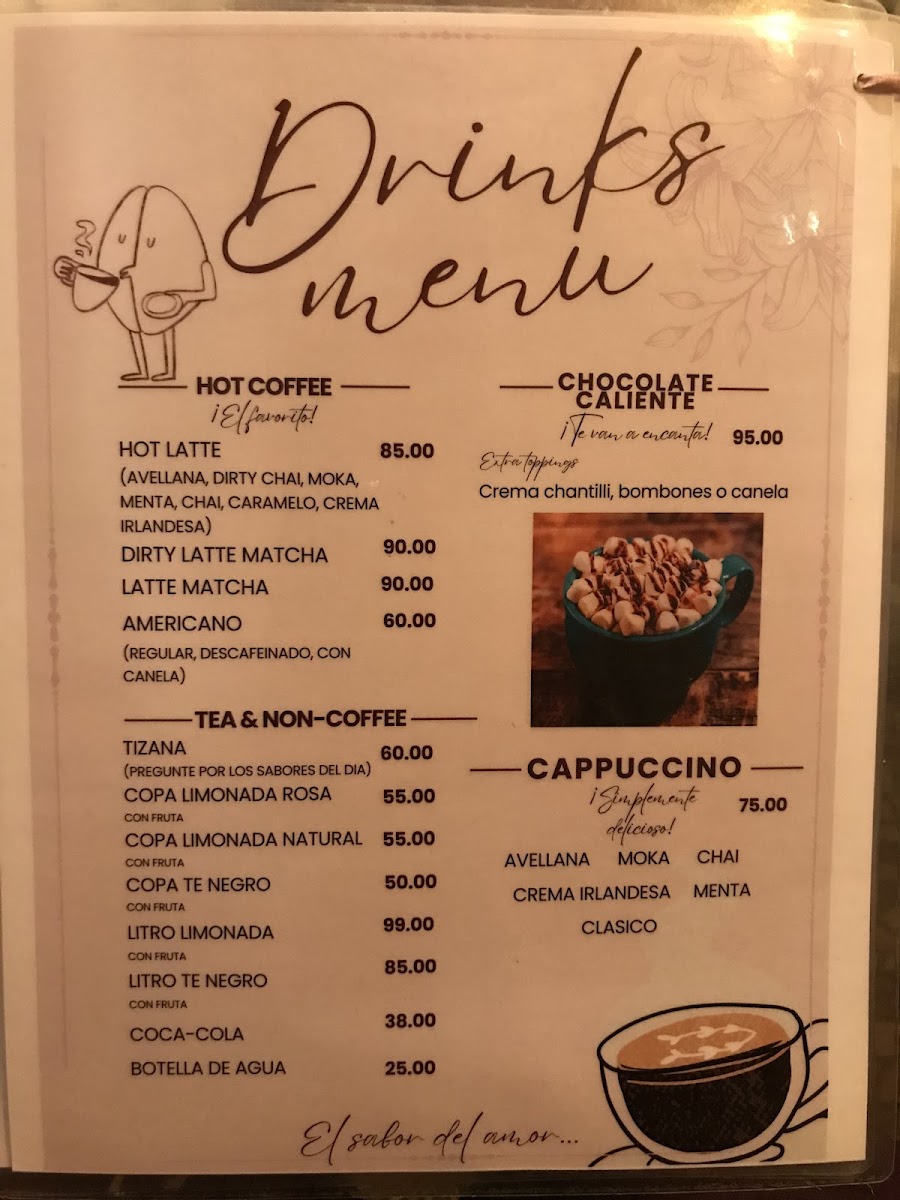 Drinks
menu
HOT COFFEE
¡El favorito!
HOT LATTE 85.00
(AVELLANA, DIRTY CHAI, MOKA,
MENTA, CHAI, CARAMELO, CREMA
IRLANDESA)
DIRTY LATTE MATCHA 90.00
LATTE MATCHA 90.00
AMERICANO 60.00
(REGULAR, DESCAFEINADO, CON
CANELA)
TEA & NON-COFFEE
TIZANA 60.00
(PREGUNTE POR LOS SABORES DEL DIA)
COPA LIMONADA ROSA 55.00
CON FRUTA
COPA LIMONADA NATURAL 55.00
CON FRUTA
COPA TE NEGRO 50.00
CON FRUTA
LITRO LIMONADA 99.00
CON FRUTA
LITRO TE NEGRO 85.00
CON FRUTA
COCA-COLA 38.00
BOTELLA DE AGUA 25.00
CHOCOLATE
CALIENTE
¡Te van a encanta! 95.00
Extra toppings
Crema chantilli, bombones o canela
CAPPUCCINO
¡Simplemente 75.00
delicioso!
AVELLANA MOKA CHAI
CREMA IRLANDESA MENTA
CLASICO
El sabor del amor...